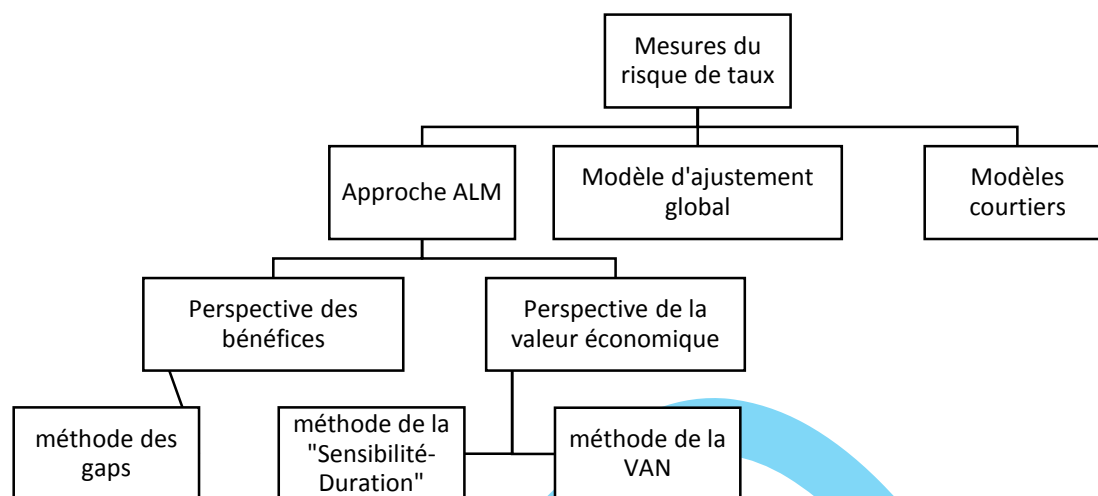 Mesures du
risque de taux
Approche ALM
Modèle d'ajustement
global
Modèles
courtiers
Perspective des
bénéfices
Perspective de la
valeur économique
méthode des
gaps
méthode de la
"Sensibilité-
Duration"
méthode de la
VAN